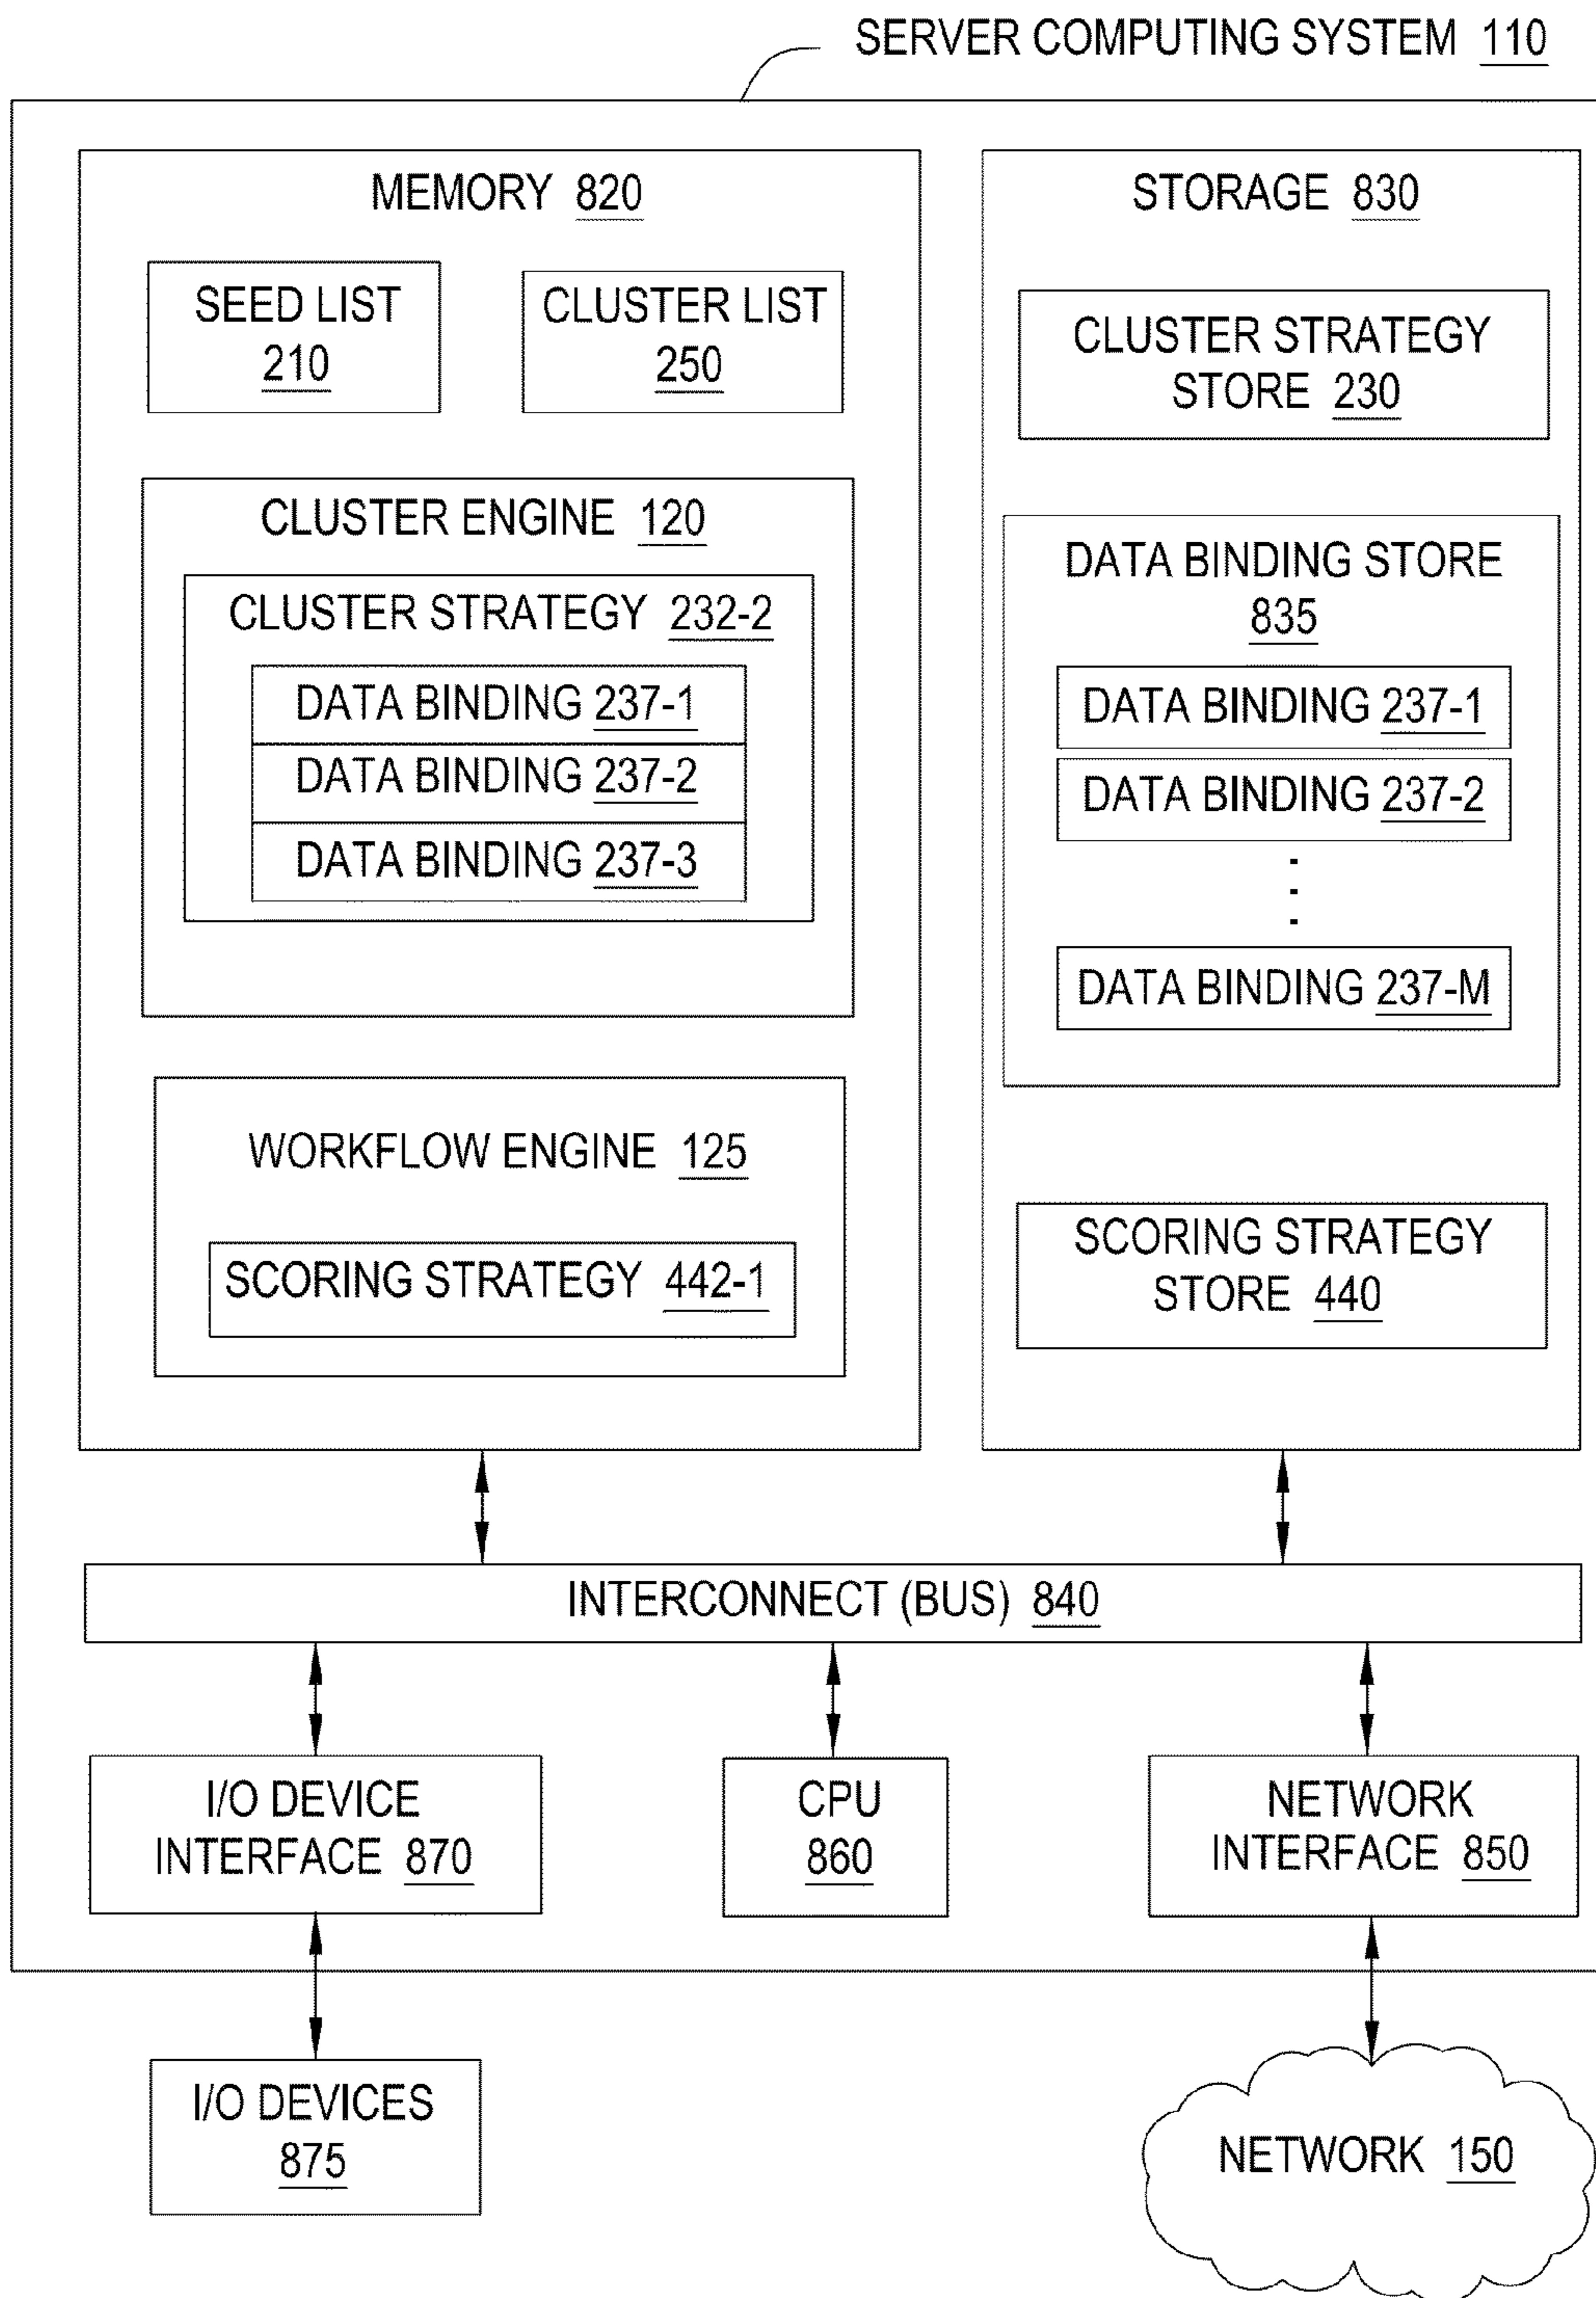 SERVER COMPUTING SYSTEM 110
MEMORY 820
SEED LIST
210
CLUSTER LIST
250
CLUSTER ENGINE 120
CLUSTER STRATEGY 232-2
DATA BINDING 237-1
DATA BINDING 237-2
DATA BINDING 237-3
WORKFLOW ENGINE 125
SCORING STRATEGY 442-1
STORAGE 830
CLUSTER STRATEGY
STORE 230
DATA BINDING STORE
835
DATA BINDING 237-1
DATA BINDING 237-2
DATA BINDING 237-M
SCORING STRATEGY
STORE 440
INTERCONNECT (BUS) 840
I/O DEVICE
INTERFACE 870
CPU
860
NETWORK
INTERFACE 850
I/O DEVICES
875
NETWORK 150